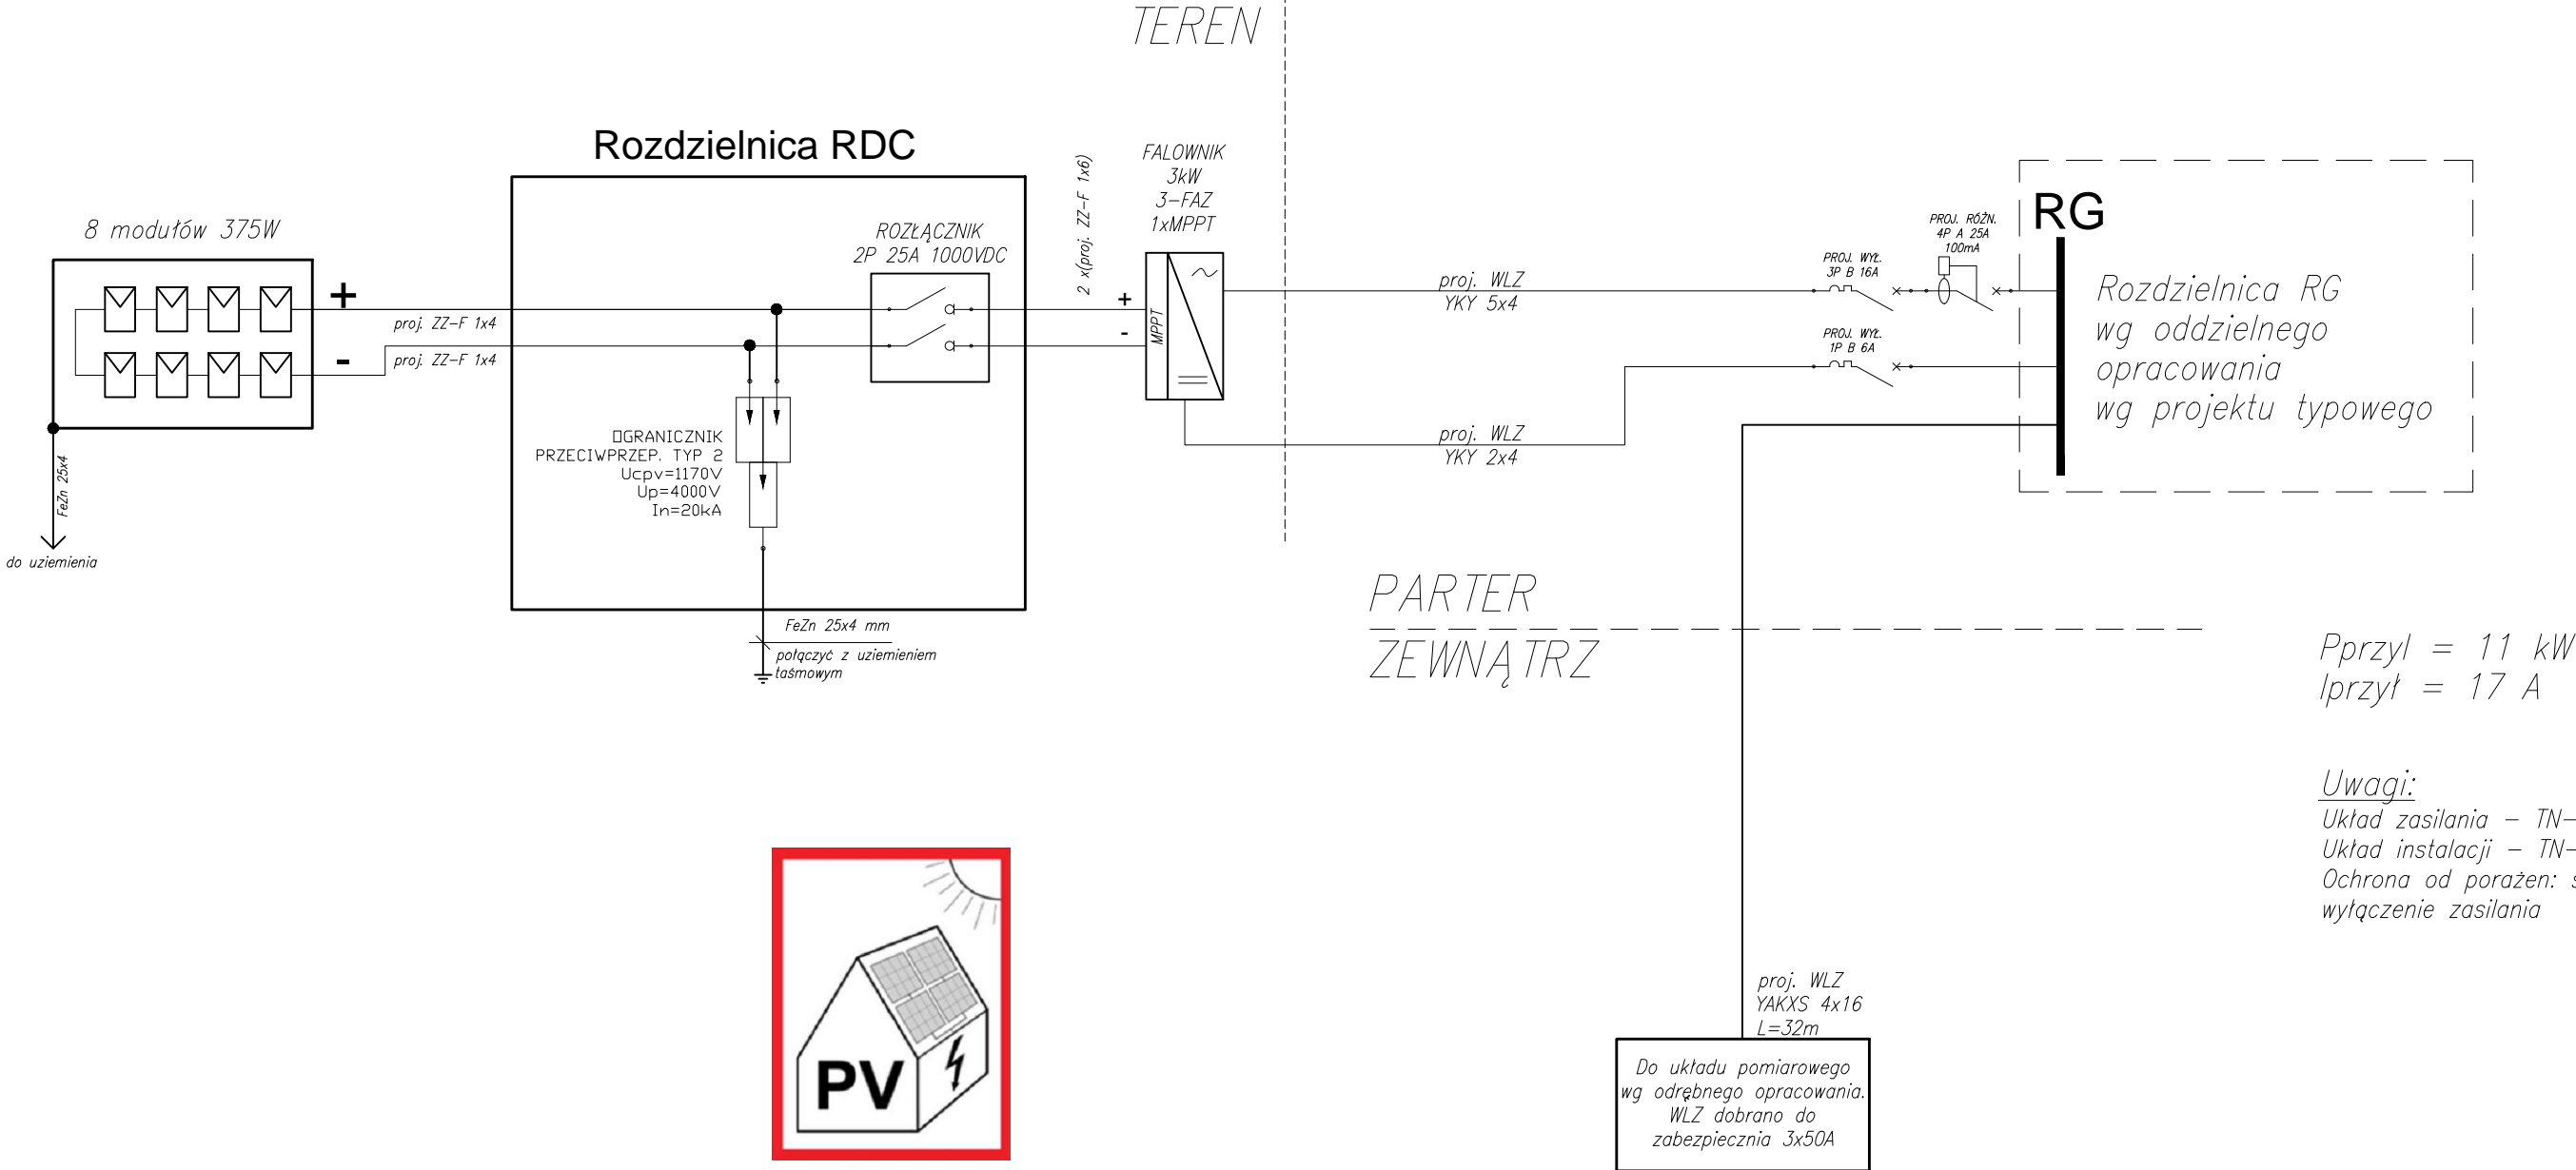 TEREN
Rozdzielnica RDC
8 modułów 375W
+
-
proj. ZZ-F 1x4
proj. ZZ-F 1x4
FeZn 25x4
do uziemienia
ROZŁĄCZNIK
2P 25A 1000VDC
OGRANICZNIK
PRZECIWPRZEP. TYP 2
Ucpv=1170V
Up=4000V
In=20kA
FeZn 25x4 mm
połączyć z uziemieniem
taśmowym
2 x(proj. ZZ-F 1x6)
FALOWNIK
3kW
3-FAZ
1xMPPT
+
-
MPPT
proj. WLZ
YKY 5x4
proj. WLZ
YKY 2x4
PROJ. WYŁ.
3P B 16A
PROJ. RÓŻN.
4P A 25A
100mA
PROJ. WYŁ.
1P B 6A
RG
Rozdzielnica RG
wg oddzielnego
opracowania
wg projektu typowego
PARTER
ZEWNĄTRZ
Pprzyl = 11 kW
Iprzył = 17 A
Uwagi:
Układ zasilania – TN-
Układ instalacji – TN-
Ochrona od porażen: s
wyłączenie zasilania
proj. WLZ
YAKXS 4x16
L=32m
Do układu pomiarowego
wg odrębnego opracowania.
WLZ dobrano do
zabezpiecznia 3x50A
PV